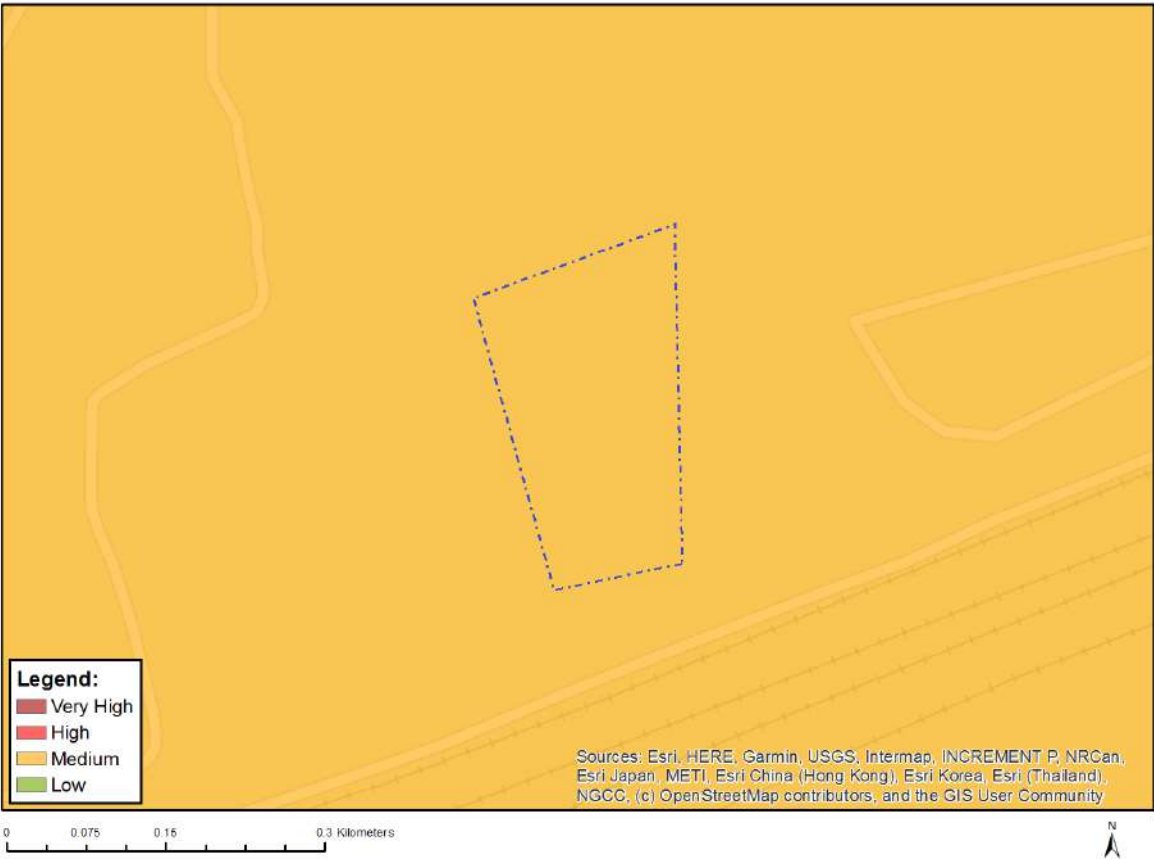 Legend:
Very High
High
Medium
Low
Sources: Esri, HERE, Garmin, USGS, Intermap, INCREMENT P, NRCan,
Esri Japan, METI, Esri China (Hong Kong), Esri Korea, Esri (Thailand),
NGCC, (c) OpenStreetMap contributors, and the GIS User Community
0 0.075 0.15 0.3 Kilometers
N